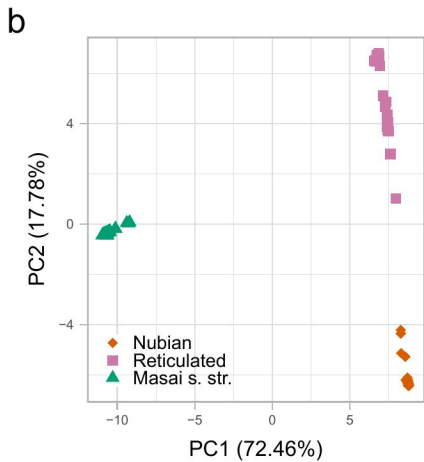 b
PC2 (17.78%)
4
0
−4
Nubian
Reticulated
Masai s. str.
−10
−5
0
5
PC1 (72.46%)